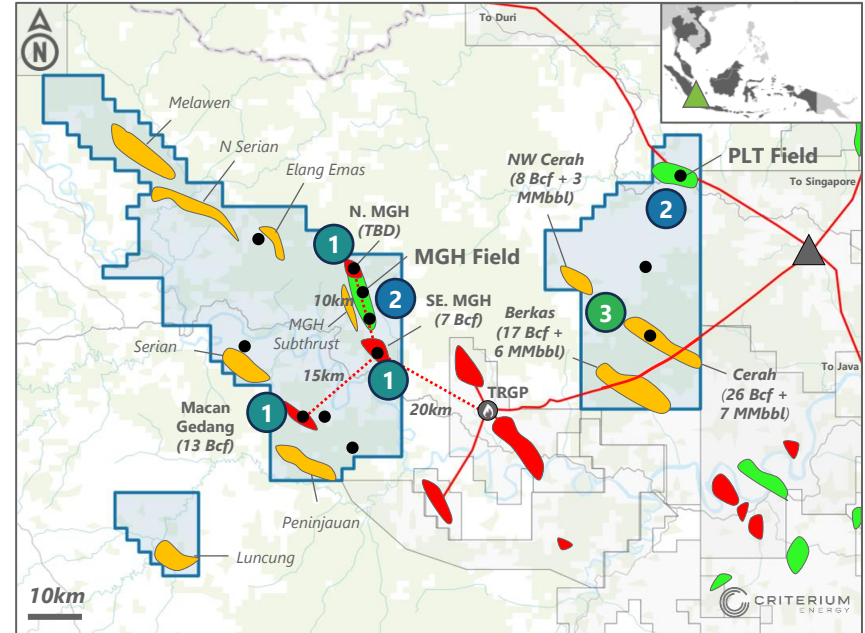 N
To Duri
Melawen
N Serian
Elang Emas
NW Cerah
(8 Bcf + 3
MMbbl)
PLT Field
To Singapore
2
N. MGH
(TBD)
1
MGH Field
10km
2
SE. MGH
(7 Bcf)
MGH
Subthrust
Berkas
(17 Bcf +
6 MMbbl)
3
Serian
15km
1
To Java
Cerah
(26 Bcf +
7 MMbbl)
Macan
Gedang
(13 Bcf)
1
20km
TRGP
Peninjauan
Luncung
10km
CRITERIUM
ENERGY